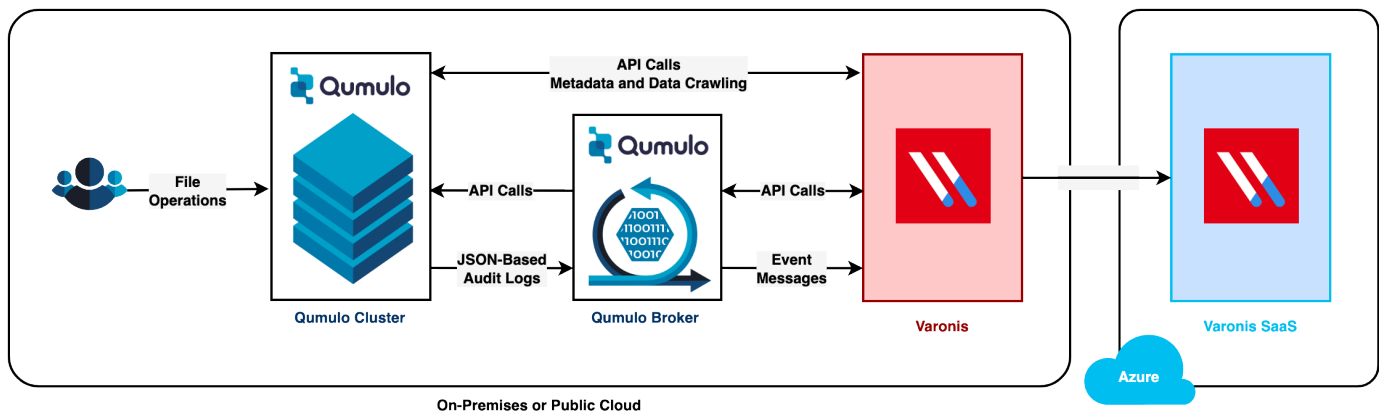 Qumulo
API Calls
Metadata and Data Crawling
Qumulo
File
Operations
API Calls
API Calls
JSON-Based
Audit Logs
Event
Messages
Qumulo Cluster
Qumulo Broker
Varonis
Varonis SaaS
Azure
On-Premises or Public Cloud